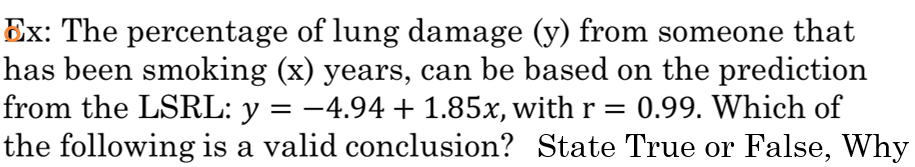 Ex: The percentage of lung damage (y) from someone that
has been smoking (x) years, can be based on the prediction
from the LSRL: y = −4.94 + 1.85x, with r = 0.99. Which of
the following is a valid conclusion? State True or False, Why